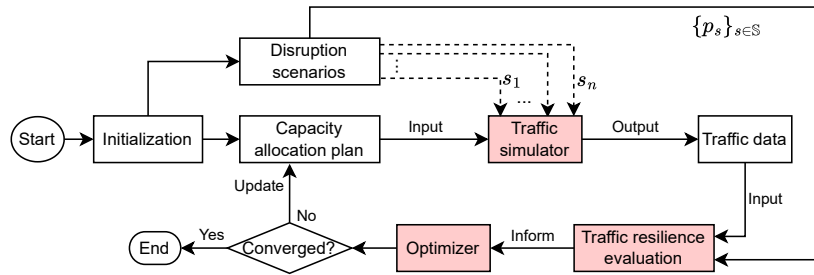 {p_s}_{s∈𝕊}
Disruption
scenarios
s_1
...
s_n
Start
Initialization
Capacity
allocation plan
Input
Traffic
simulator
Output
Traffic data
Update
Input
No
Yes
End
Converged?
Optimizer
Inform
Traffic resilience
evaluation